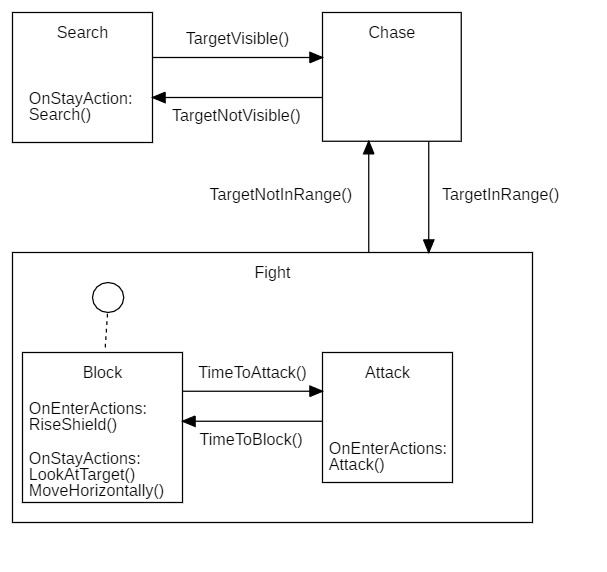 Search
TargetVisible()
Chase
OnStayAction:
Search()
TargetNotVisible()
TargetNotInRange()
TargetInRange()
Fight
Block
TimeToAttack()
Attack
OnEnterActions:
RiseShield()
TimeToBlock()
OnStayActions:
LookAtTarget()
MoveHorizontally()
OnEnterActions:
Attack()